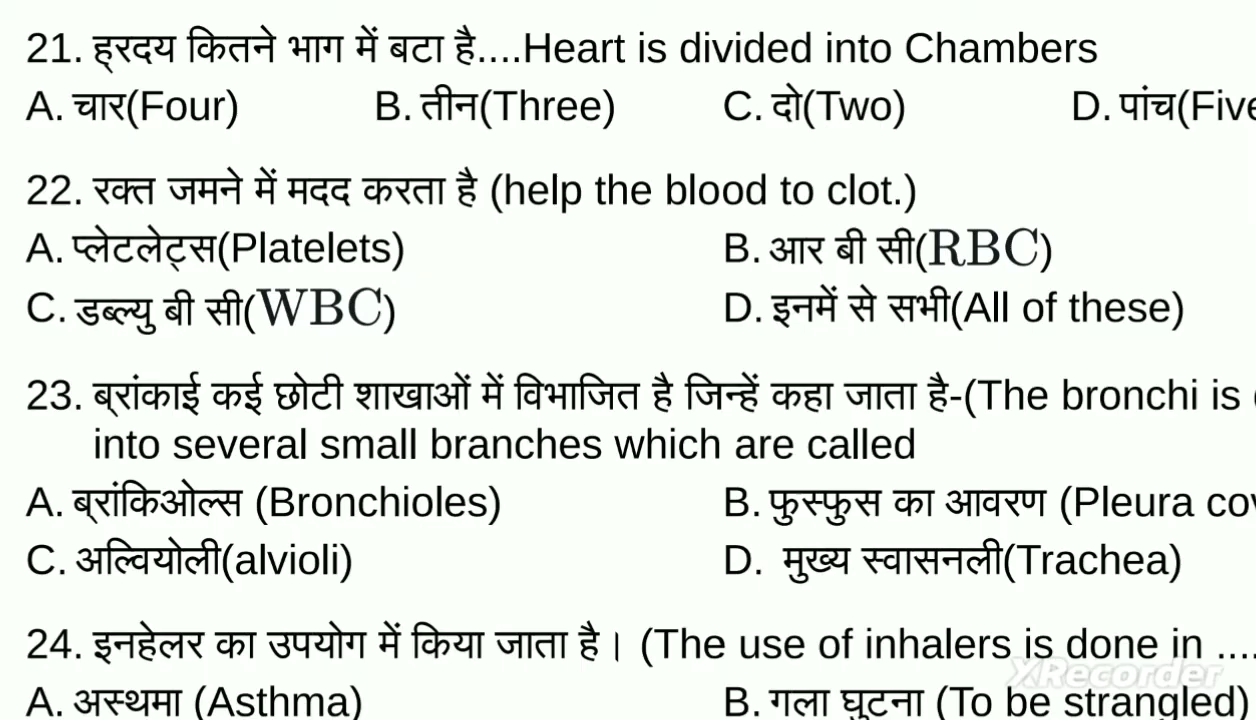 21. ह्रदय कितने भाग में बटा है....Heart is divided into Chambers
A. चार(Four) B. तीन(Three) C. दो(Two) D. पांच(Five
22. रक्त जमने में मदद करता है (help the blood to clot.)
A. प्लेटलेट्स(Platelets) B. आर बी सी(RBC)
C. डब्ल्यु बी सी(WBC) D. इनमें से सभी(All of these)
23. ब्रांकाई कई छोटी शाखाओं में विभाजित है जिन्हें कहा जाता है-(The bronchi is
into several small branches which are called
A. ब्रांकिओल्स (Bronchioles) B. फुस्फुस का आवरण (Pleura
C. अल्वियोली(alvioli) D. मुख्य स्वासनली(Trachea)
24. इनहेलर का उपयोग में किया जाता है। (The use of inhalers is done in ....
XRecorder
A. अस्थमा (Asthma) B. गला घुटना (To be strangled)